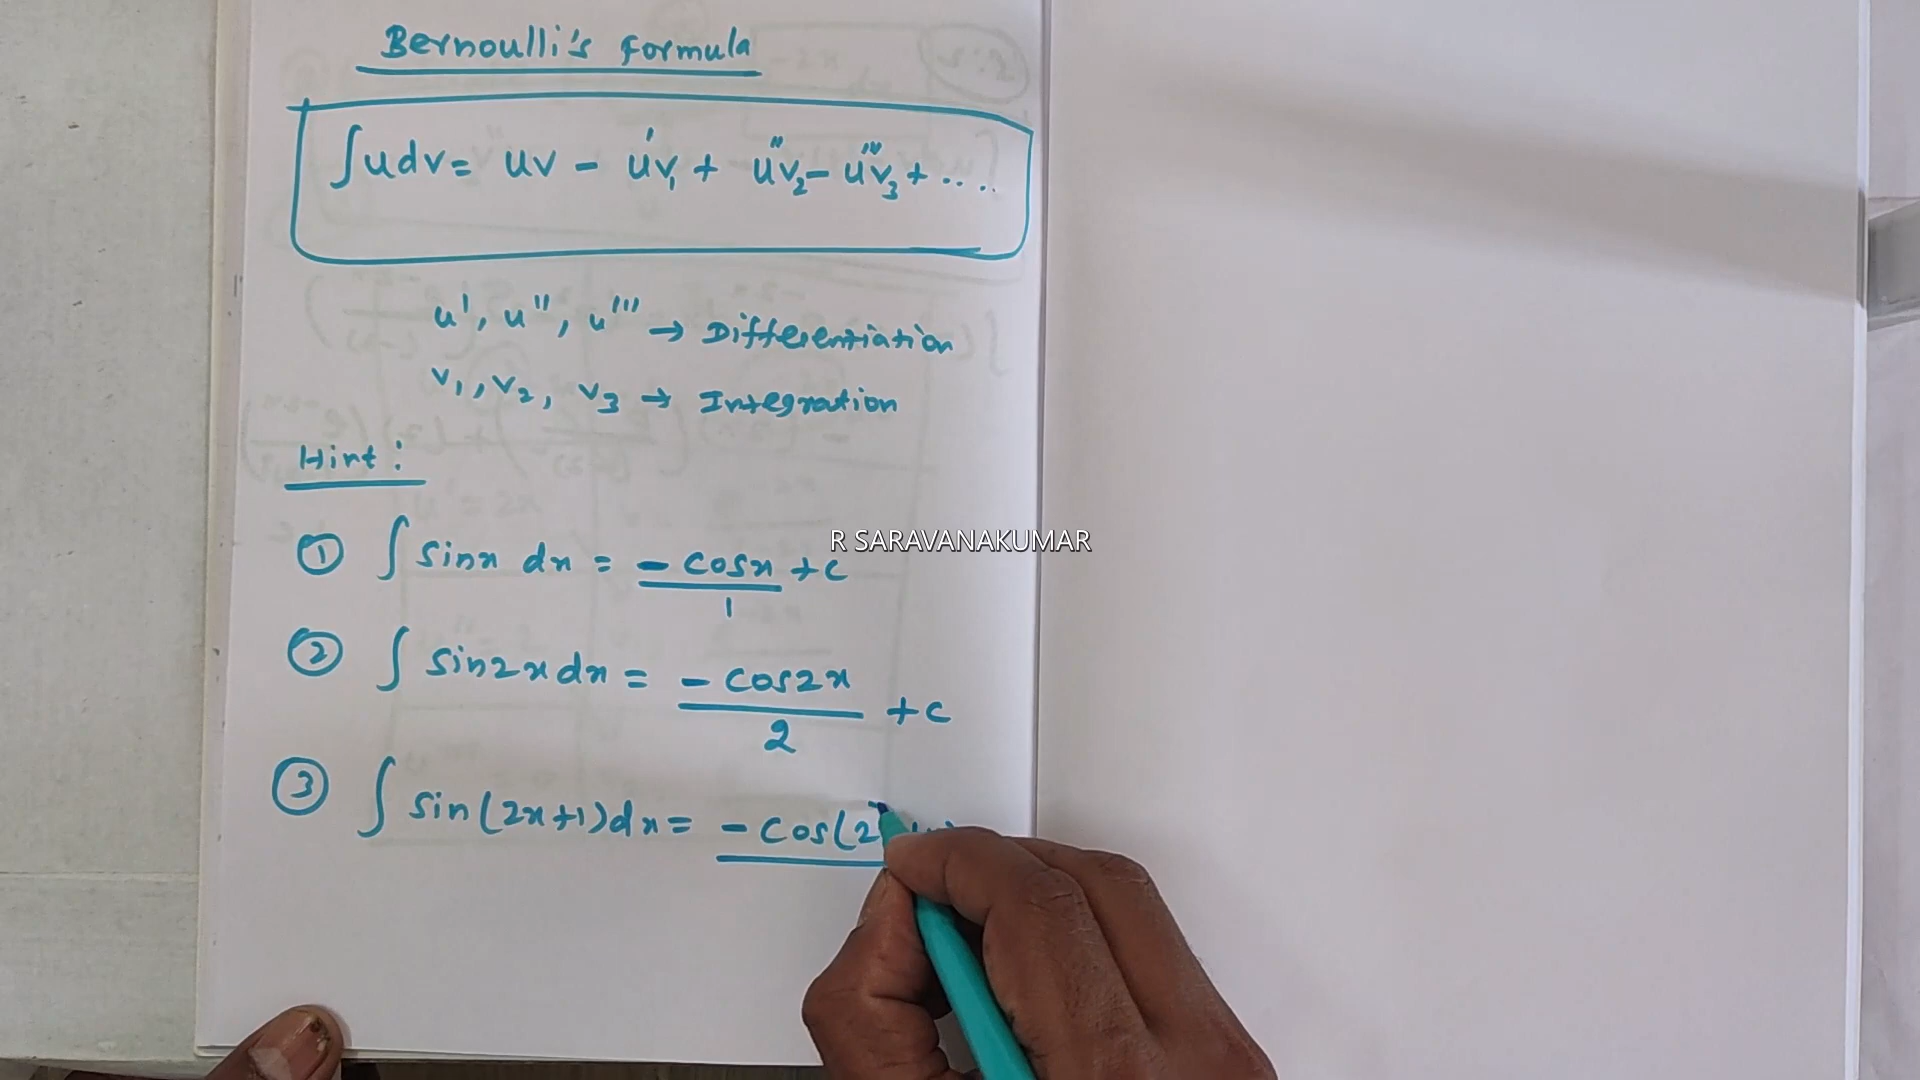 Bernoulli's Formula
∫udv = uv - u'v₁ + u''v₂ - u'''v₃ + ....
u', u'', u''' → Differentiation
v₁, v₂, v₃ → Integration
Hint:
① ∫ sinx dx = - cosx / 1 + c
② ∫ sin2x dx = - cos2x / 2 + c
③ ∫ sin(2x+1)dx = - cos(2
R SARAVANAKUMAR